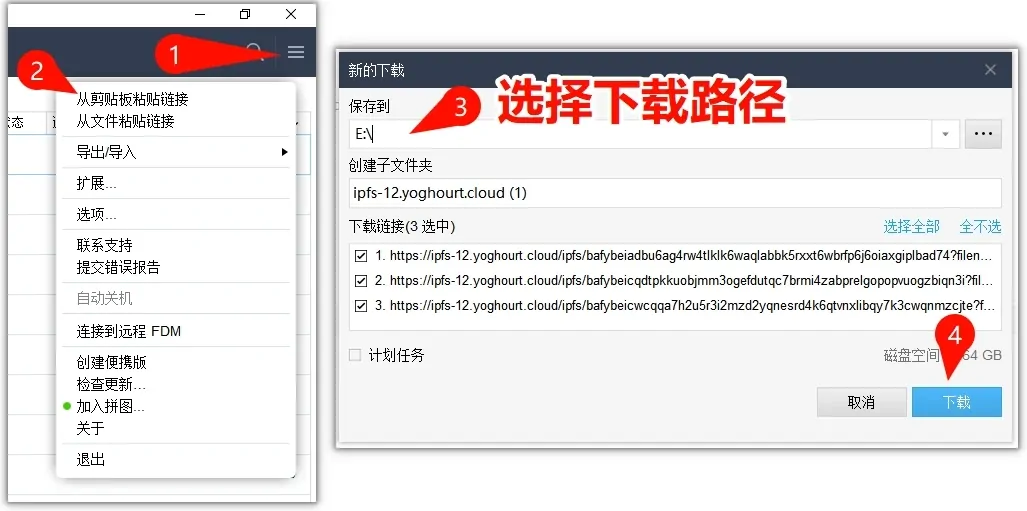 1
2
从剪贴板粘贴链接
从文件粘贴链接
导出/导入
扩展...
选项...
联系支持
提交错误报告
自动关机
连接到远程 FDM
创建便携版
检查更新...
加入拼图...
关于
退出
新的下载
3 选择下载路径
保存到
E:\
创建子文件夹
ipfs-12.yoghourt.cloud (1)
下载链接(3 选中)
选择全部 全不选
1. https://ipfs-12.yoghourt.cloud/ipfs/bafybeiadbu6ag4rw4tlklk6waqlabbk5rxxt6wbrfp6j6oiaxgiplbad74?filen...
2. https://ipfs-12.yoghourt.cloud/ipfs/bafybeicqdtpkkuobjmm3ogefdutqc7brmi4zabprelgopopvuogzbiqn3i?fil...
3. https://ipfs-12.yoghourt.cloud/ipfs/bafybeicwcqqa7h2u5r3i2mzd2yqnesrd4k6qtvnxlibqy7k3cwqnmzcjte?f...
4
计划任务
磁盘空间 64 GB
取消
下载